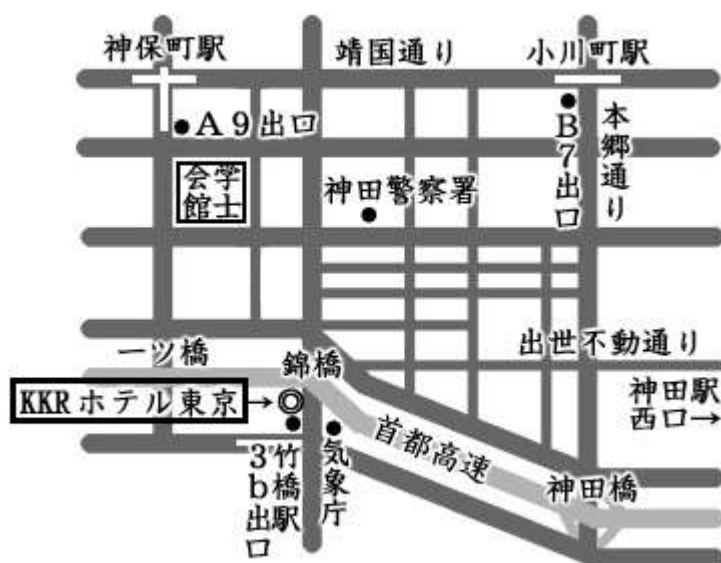 神保町駅
靖国通り
小川町駅
A9出口
B7出口
本郷通り
学士会館
神田警察署
一ツ橋
錦橋
出世不動通り
KKRホテル東京→
神田駅
西口→
首都高速
竹橋駅
3b出口
気象庁
神田橋